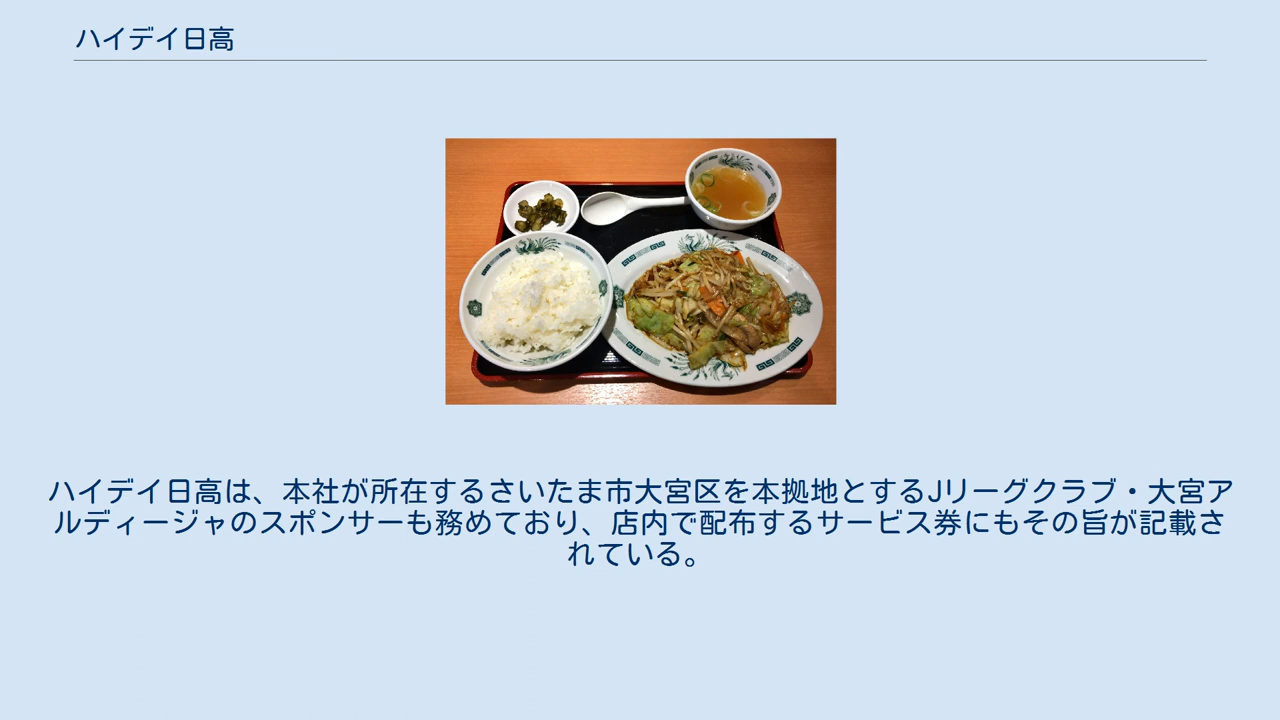 ハイデイ日高
ハイデイ日高は、本社が所在するさいたま市大宮区を本拠地とするJリーグクラブ・大宮ア
ルディージャのスポンサーも務めており、店内で配布するサービス券にもその旨が記載さ
れている。